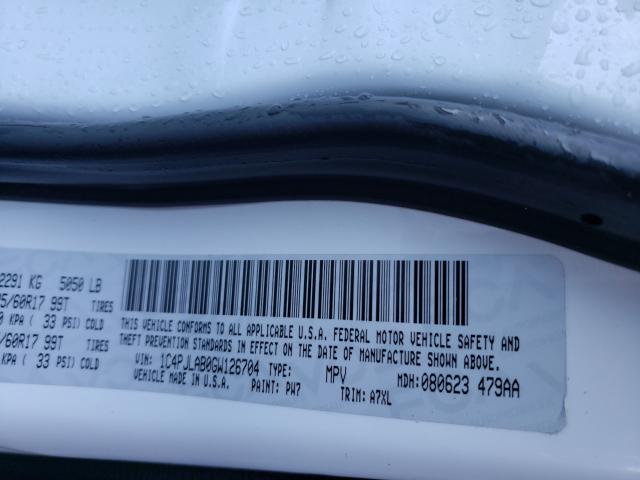 2291 KG 5050 LB
5/60R17 99T TIRES
0 KPA ( 33 PSI) COLD
/60R17 99T TIRES
KPA ( 33 PSI) COLD
THIS VEHICLE CONFORMS TO ALL APPLICABLE U.S.A. FEDERAL MOTOR VEHICLE SAFETY AND
THEFT PREVENTION STANDARDS IN EFFECT ON THE DATE OF MANUFACTURE SHOWN ABOVE.
VIN: 1C4PJLAB0GW126704 TYPE: MPV MDH: 080623 479AA
MADE IN U.S.A. PAINT: PW7 TRIM: A7XL